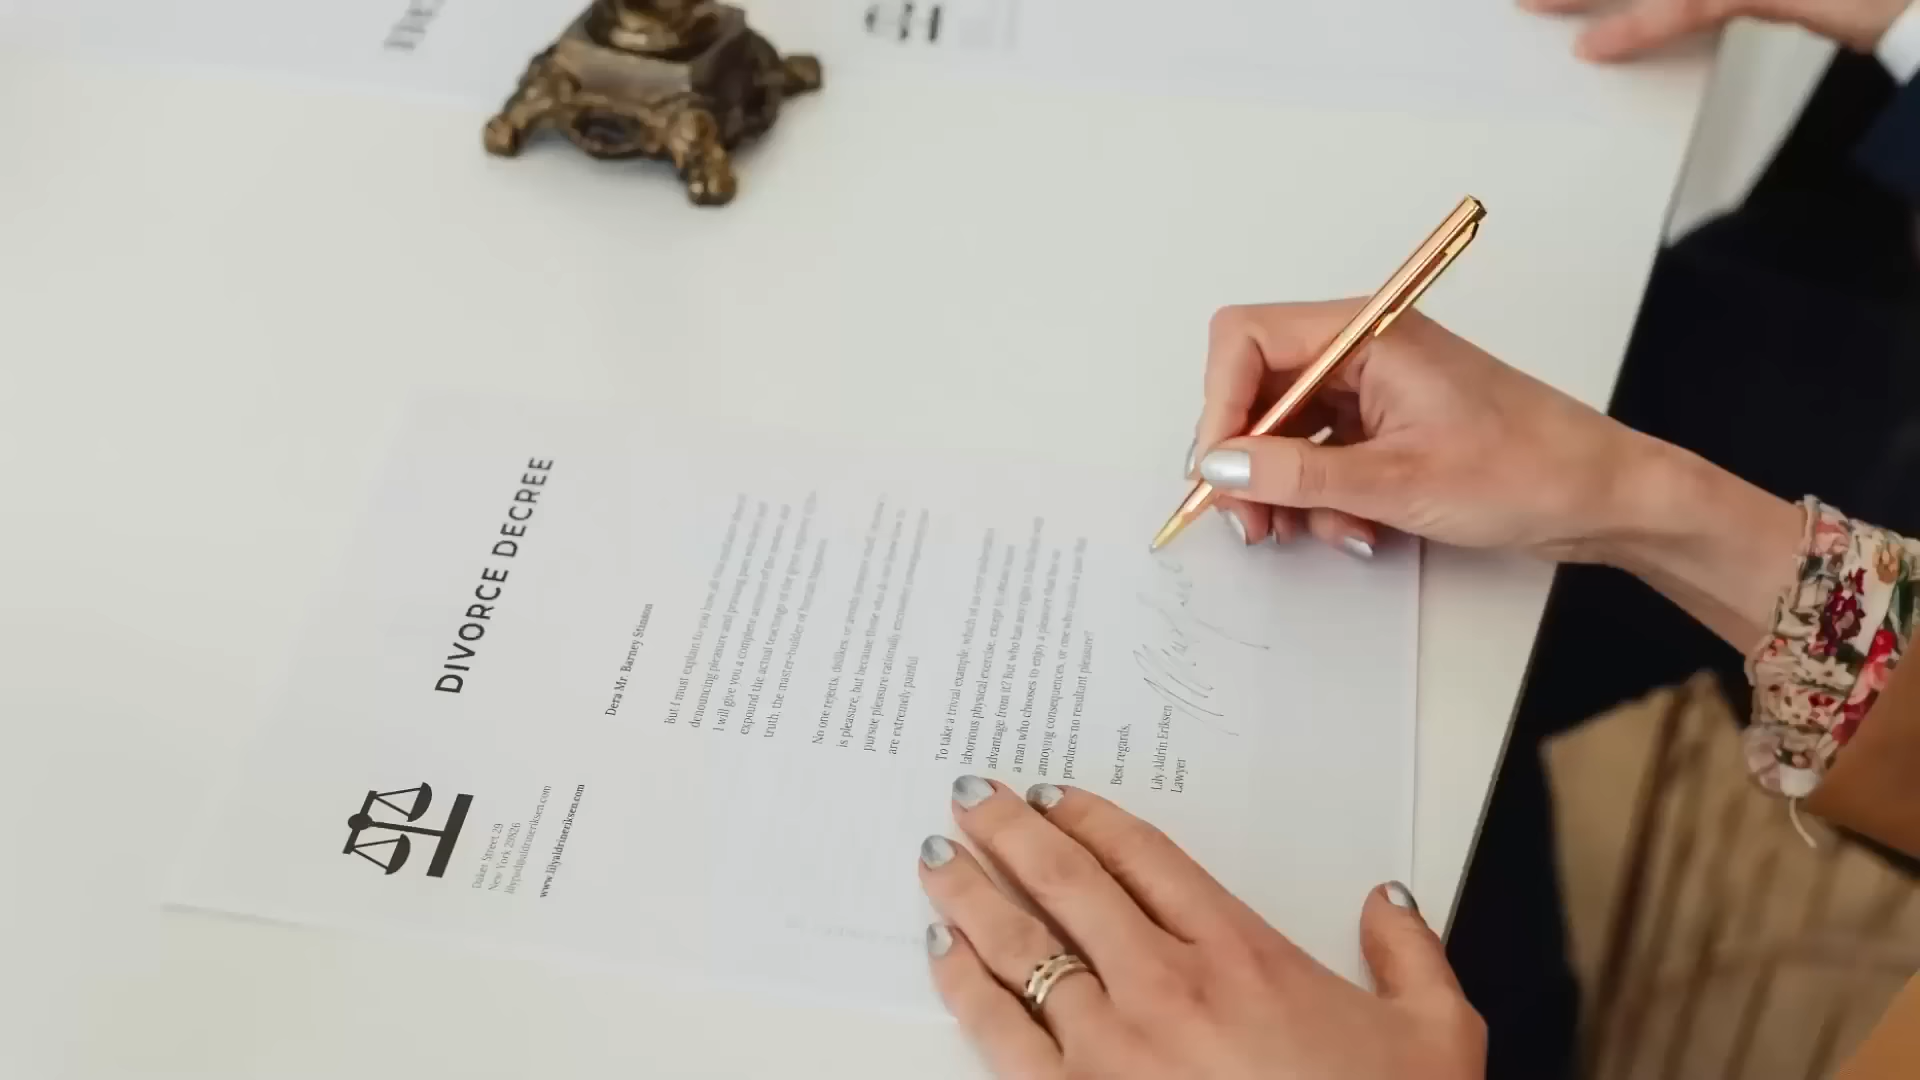 DIVORCE DECREE
Duker Street 29
New York 20826
lilypad@aldrineriksen.com
www.lilyaldrineriksen.com
Dera Mr. Barney Stinson
But I must explain to you how all this mistaken idea of
denouncing pleasure and praising pain was born and
I will give you a complete account of the system, and
expound the actual teachings of the great explorer of the
truth, the master-builder of human happiness.
No one rejects, dislikes, or avoids pleasure itself, because it
is pleasure, but because those who do not know how to
pursue pleasure rationally encounter consequences that
are extremely painful
To take a trivial example, which of us ever undertakes
laborious physical exercise, except to obtain some
advantage from it? But who has any right to find fault with
a man who chooses to enjoy a pleasure that has no
annoying consequences, or one who avoids a pain that
produces no resultant pleasure?
Best regards,
Lily Aldrin Eriksen
Lawyer